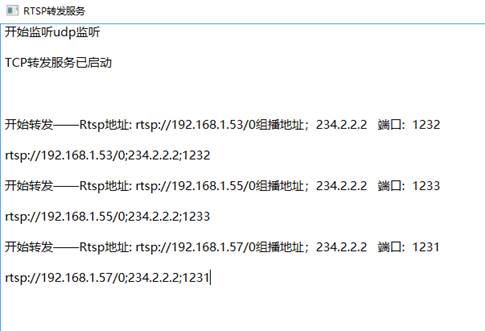 RTSP转发服务
开始监听udp监听
TCP转发服务已启动
开始转发——Rtsp地址: rtsp://192.168.1.53/0组播地址；234.2.2.2 端口: 1232
rtsp://192.168.1.53/0;234.2.2.2;1232
开始转发——Rtsp地址: rtsp://192.168.1.55/0组播地址；234.2.2.2 端口: 1233
rtsp://192.168.1.55/0;234.2.2.2;1233
开始转发——Rtsp地址: rtsp://192.168.1.57/0组播地址；234.2.2.2 端口: 1231
rtsp://192.168.1.57/0;234.2.2.2;1231